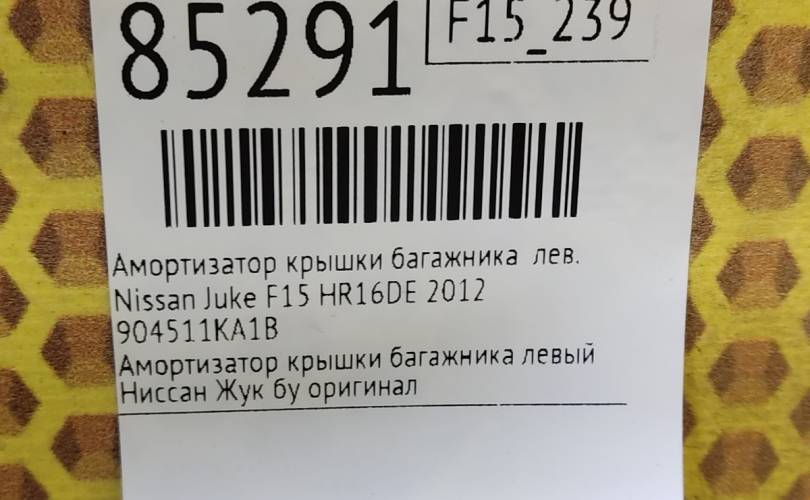 85291
F15_239
Амортизатор крышки багажника лев.
Nissan Juke F15 HR16DE 2012
904511KA1B
Амортизатор крышки багажника левый
Ниссан Жук бу оригинал